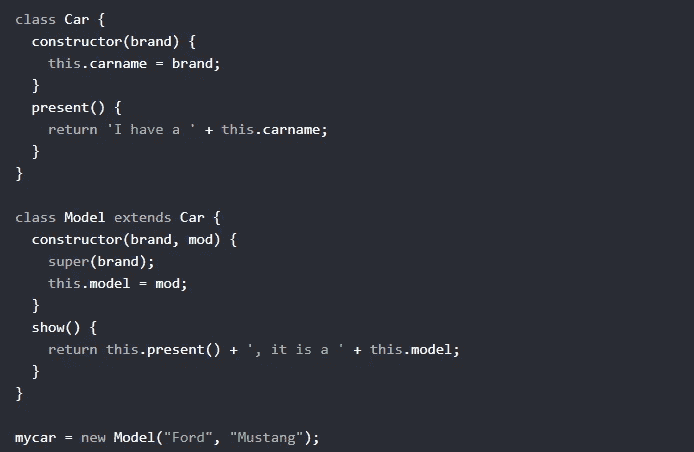 class Car {
  constructor(brand) {
    this.carname = brand;
  }
  present() {
    return 'I have a ' + this.carname;
  }
}

class Model extends Car {
  constructor(brand, mod) {
    super(brand);
    this.model = mod;
  }
  show() {
    return this.present() + ', it is a ' + this.model;
  }
}

mycar = new Model("Ford", "Mustang");